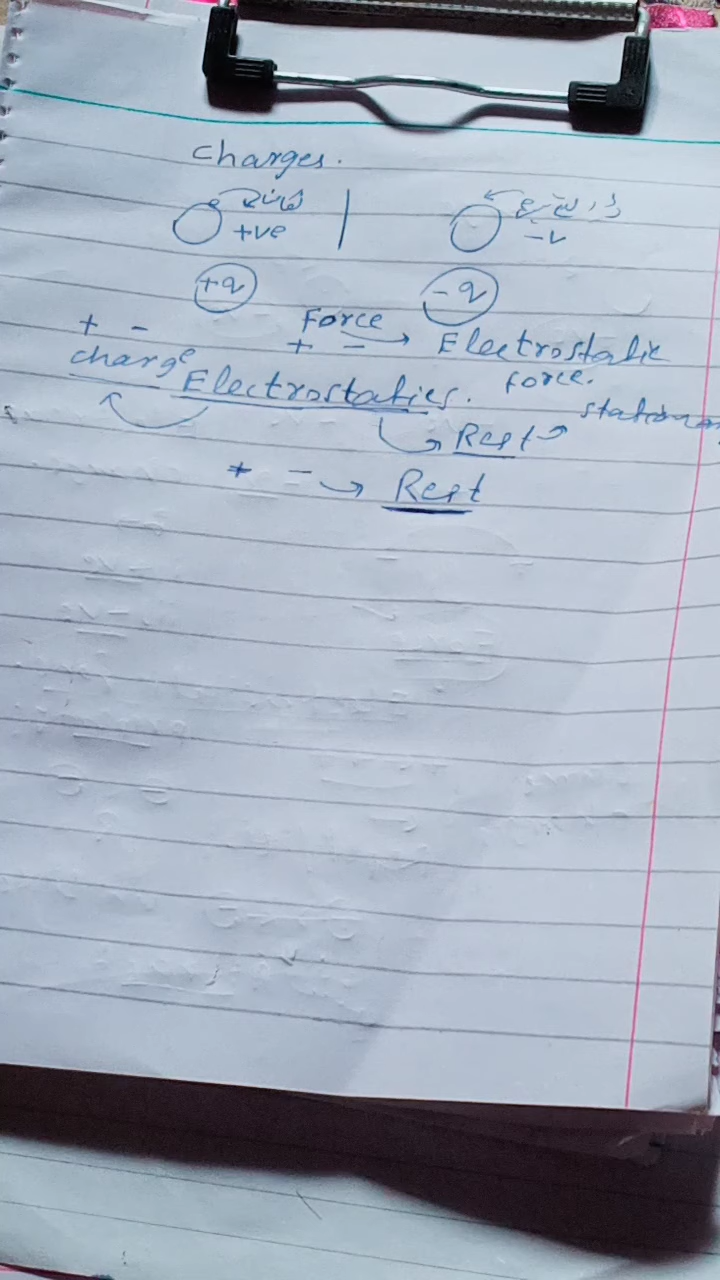 charges.
+ve
-v
+q
-q
+ -
Force
+ - → Electrostatic
force.
charge
Electrostatics.
Rest
+ - → Rest